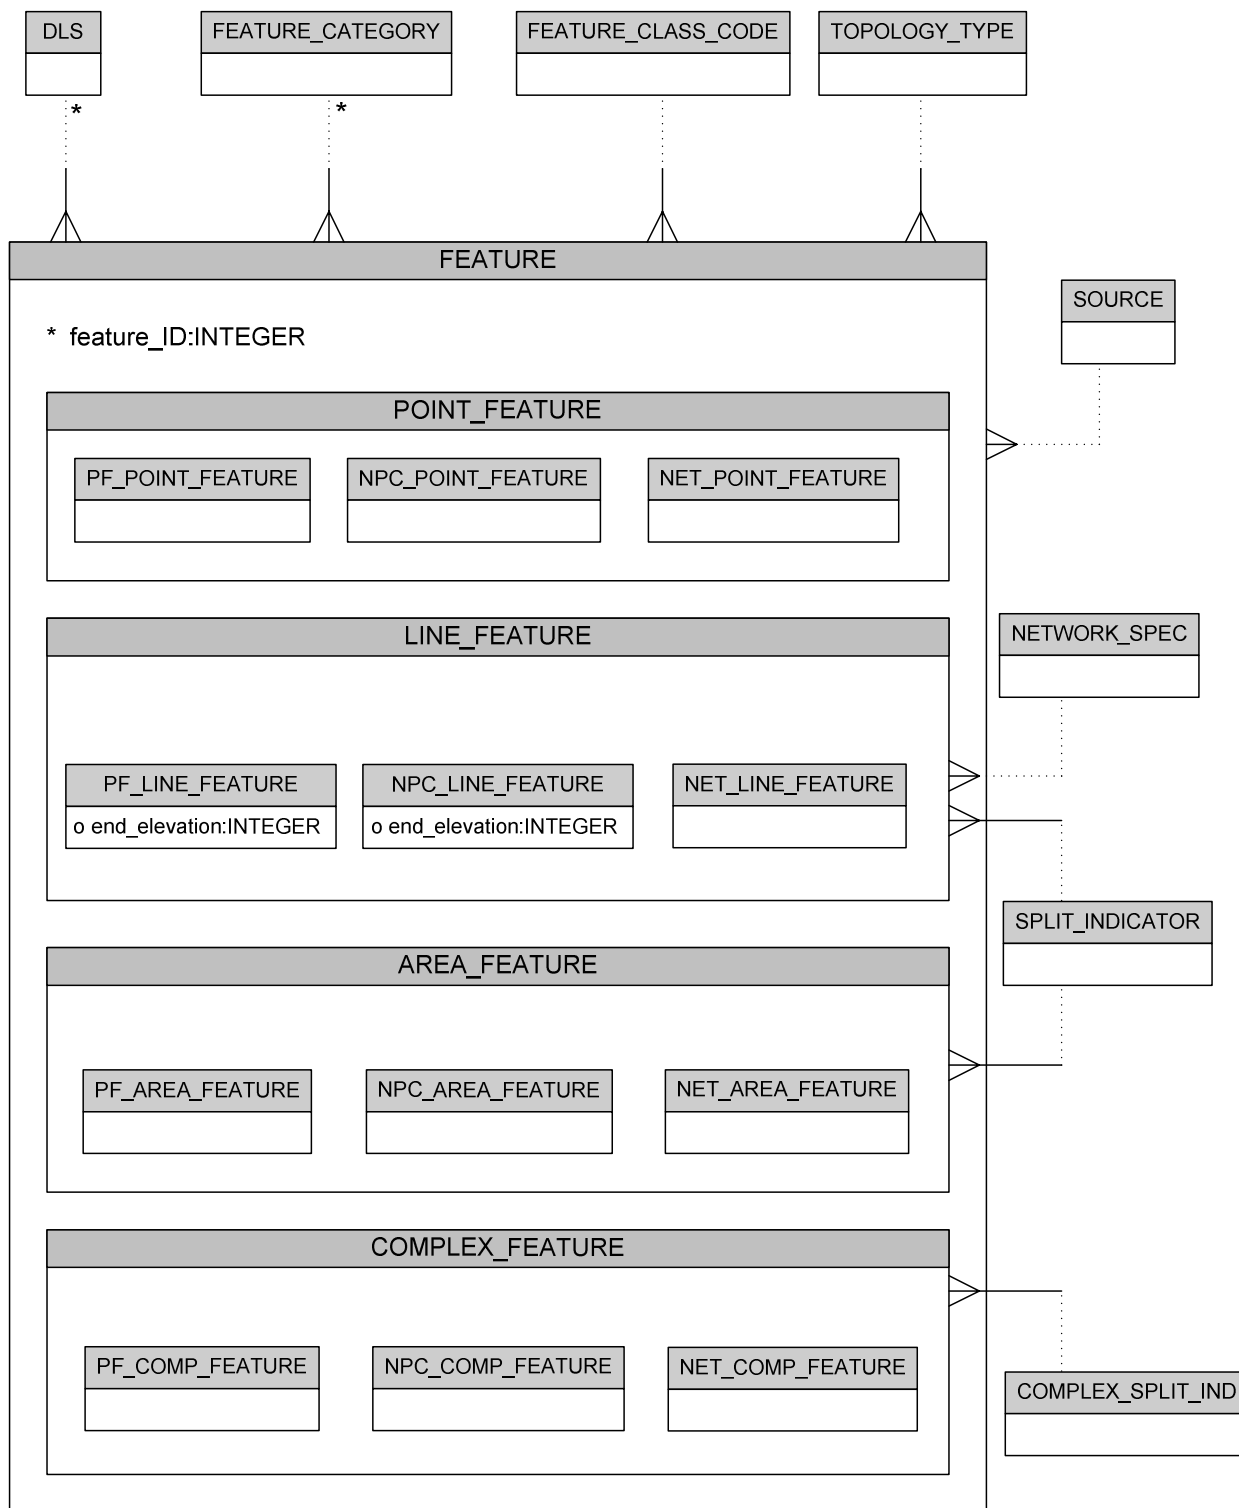 DLS
FEATURE_CATEGORY
FEATURE_CLASS_CODE
TOPOLOGY_TYPE
*
*
FEATURE
* feature_ID:INTEGER
SOURCE
POINT_FEATURE
PF_POINT_FEATURE
NPC_POINT_FEATURE
NET_POINT_FEATURE
LINE_FEATURE
NETWORK_SPEC
PF_LINE_FEATURE
NPC_LINE_FEATURE
NET_LINE_FEATURE
o end_elevation:INTEGER
o end_elevation:INTEGER
SPLIT_INDICATOR
AREA_FEATURE
PF_AREA_FEATURE
NPC_AREA_FEATURE
NET_AREA_FEATURE
COMPLEX_FEATURE
PF_COMP_FEATURE
NPC_COMP_FEATURE
NET_COMP_FEATURE
COMPLEX_SPLIT_IND